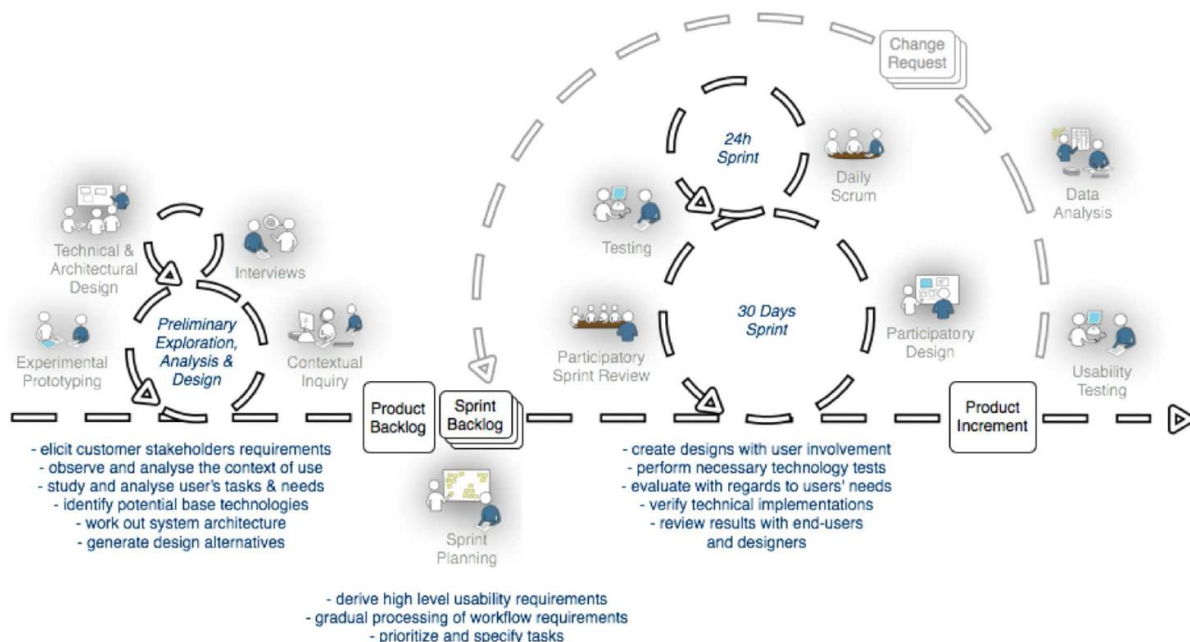 Change
Request
24h
Sprint
Daily
Scrum
Data
Analysis
Testing
Technical &
Architectural
Design
Interviews
Preliminary
Exploration,
Analysis &
Design
Experimental
Prototyping
Contextual
Inquiry
30 Days
Sprint
Participatory
Sprint Review
Participatory
Design
Usability
Testing
Product
Backlog
Sprint
Backlog
Product
Increment
- elicit customer stakeholders requirements
- observe and analyse the context of use
- study and analyse user's tasks & needs
- identify potential base technologies
- work out system architecture
- generate design alternatives
Sprint
Planning
- create designs with user involvement
- perform necessary technology tests
- evaluate with regards to users' needs
- verify technical implementations
- review results with end-users
and designers
- derive high level usability requirements
- gradual processing of workflow requirements
- prioritize and specify tasks